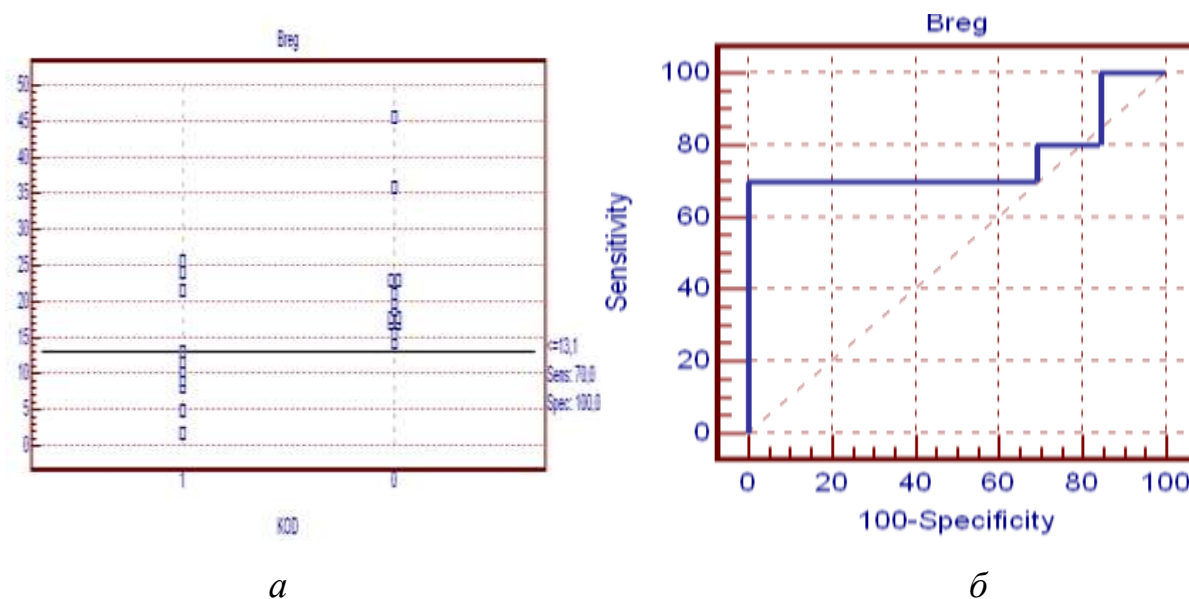 Breg
50
45
40
35
30
25
20
15
10
5
0
<=13,1
Sens: 70,0
Spec: 100,0
1 0
KOD
а
Breg
Sensitivity
100
80
60
40
20
0
0 20 40 60 80 100
100-Specificity
б